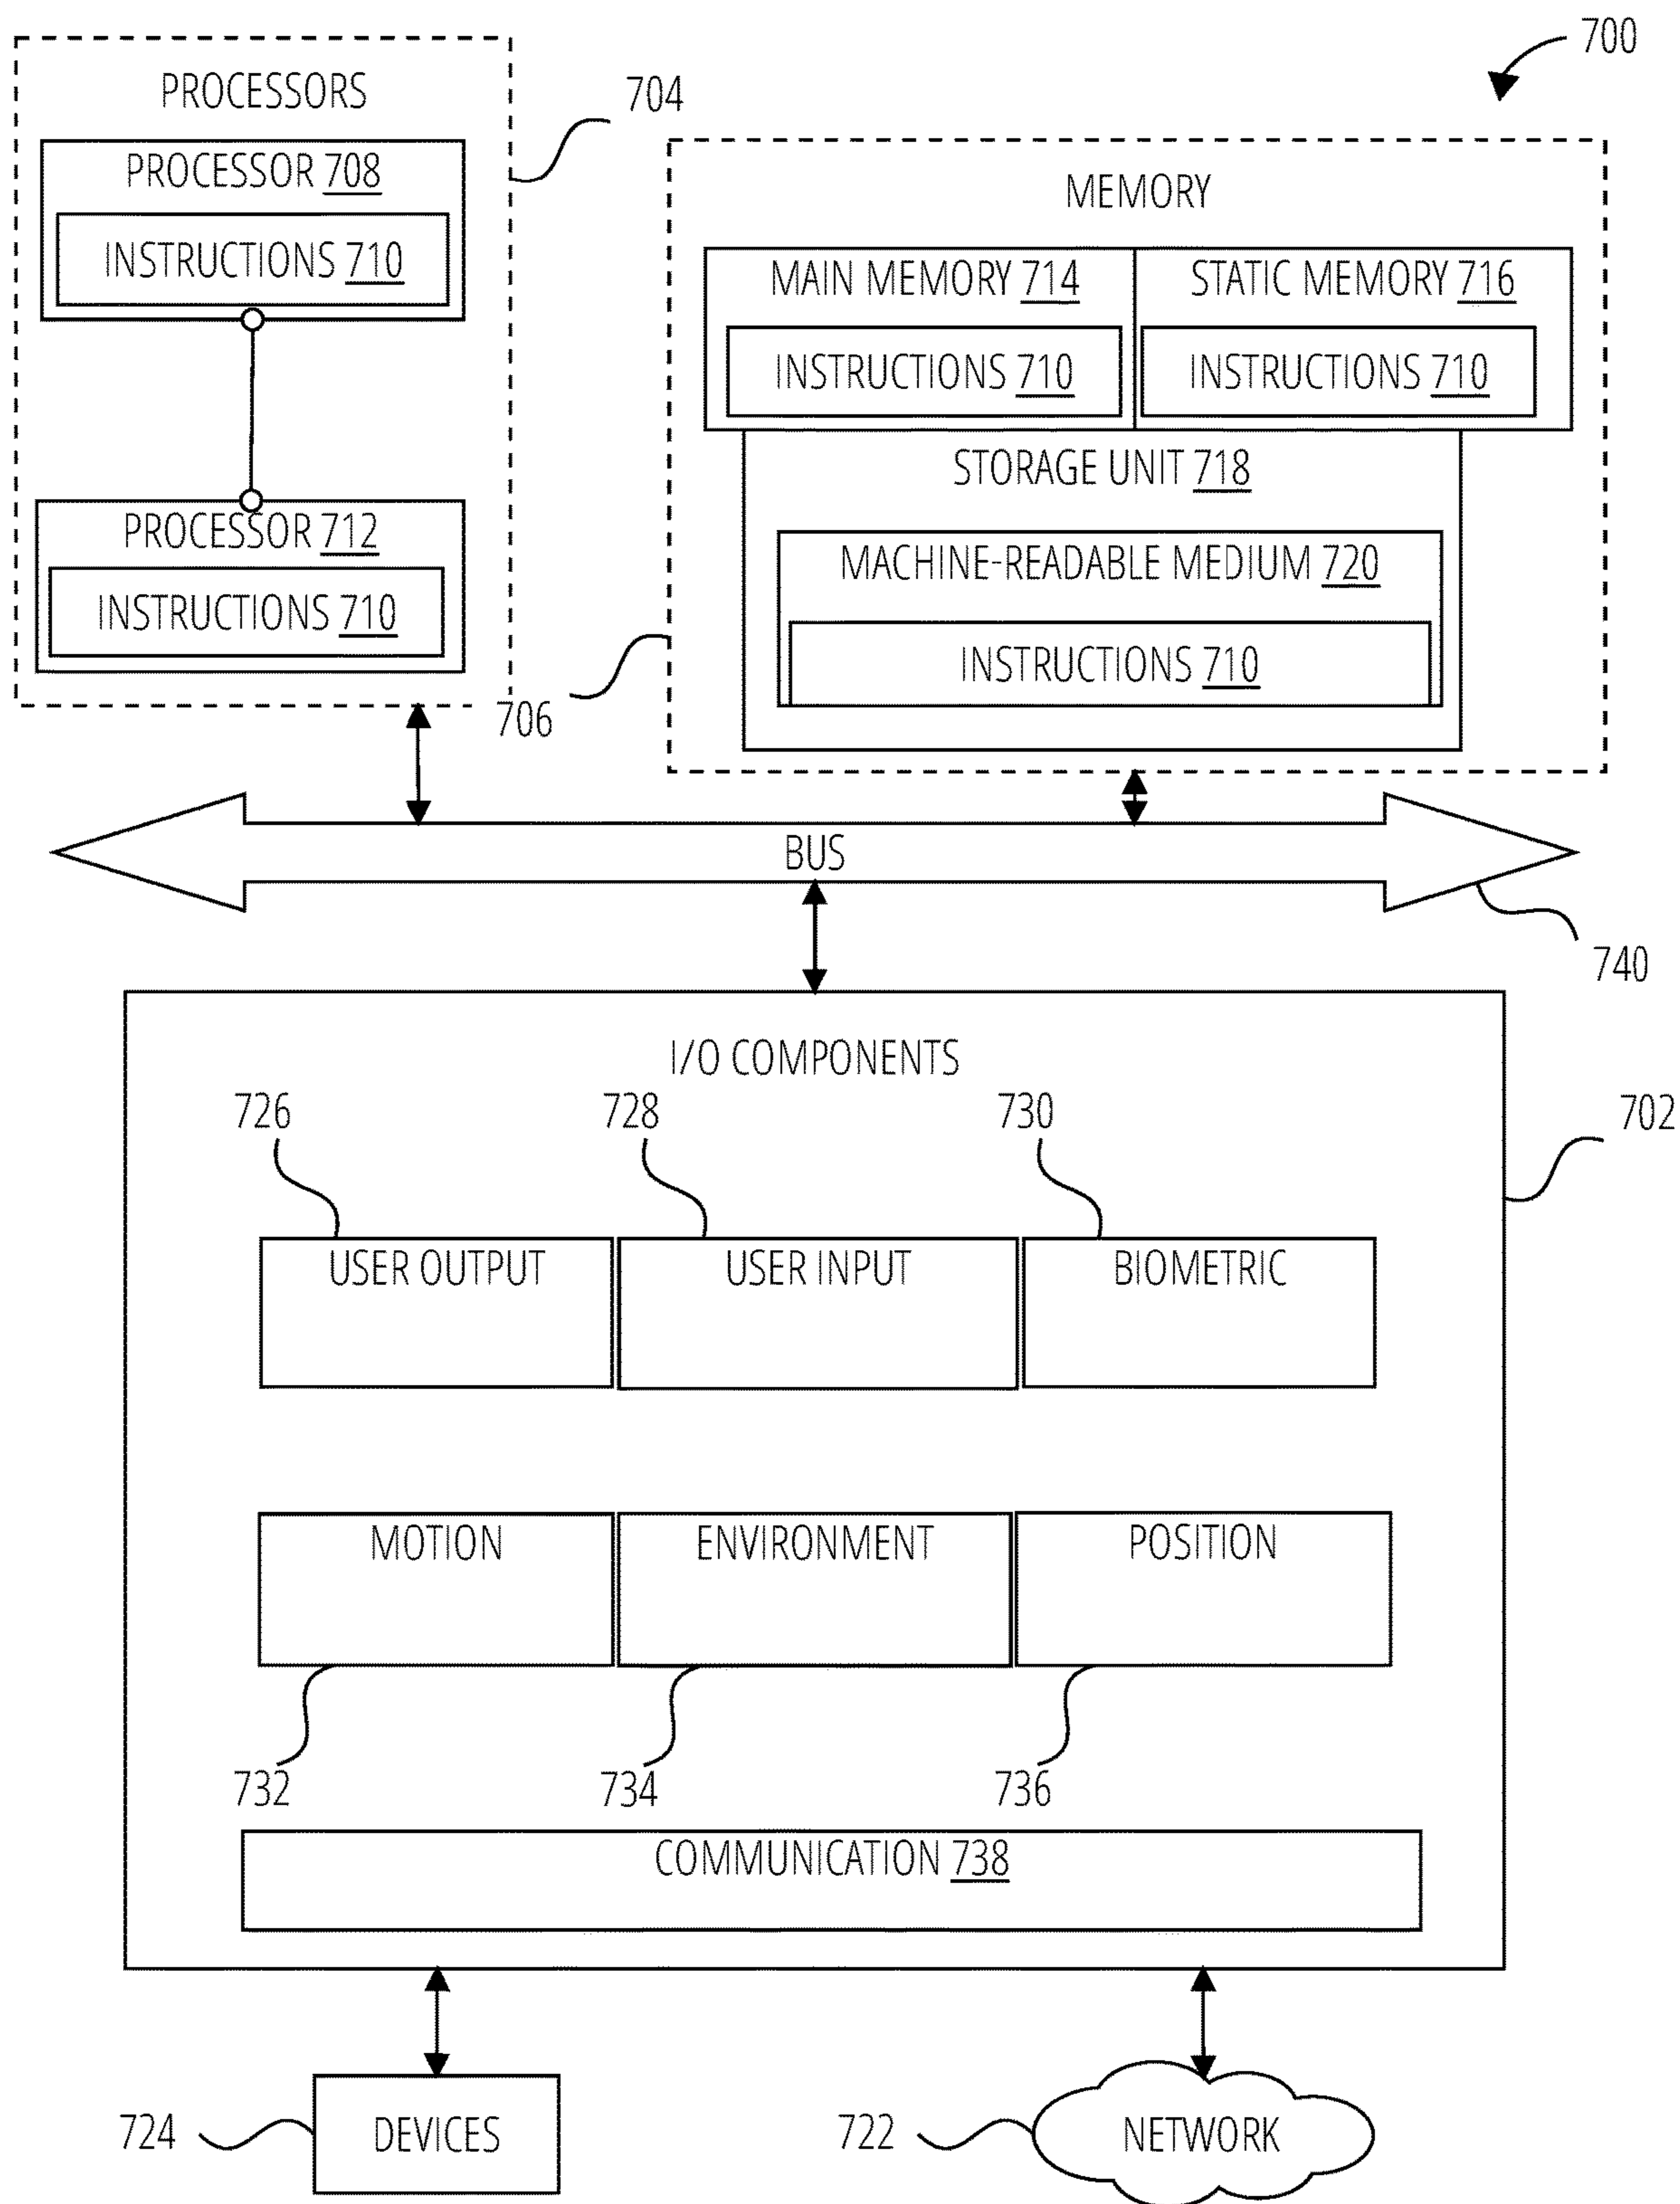 700
PROCESSORS
704
PROCESSOR 708
MEMORY
INSTRUCTIONS 710
MAIN MEMORY 714
STATIC MEMORY 716
INSTRUCTIONS 710
INSTRUCTIONS 710
STORAGE UNIT 718
PROCESSOR 712
MACHINE-READABLE MEDIUM 720
INSTRUCTIONS 710
INSTRUCTIONS 710
706
BUS
740
I/O COMPONENTS
726
728
730
702
USER OUTPUT
USER INPUT
BIOMETRIC
MOTION
ENVIRONMENT
POSITION
732
734
736
COMMUNICATION 738
724
DEVICES
722
NETWORK